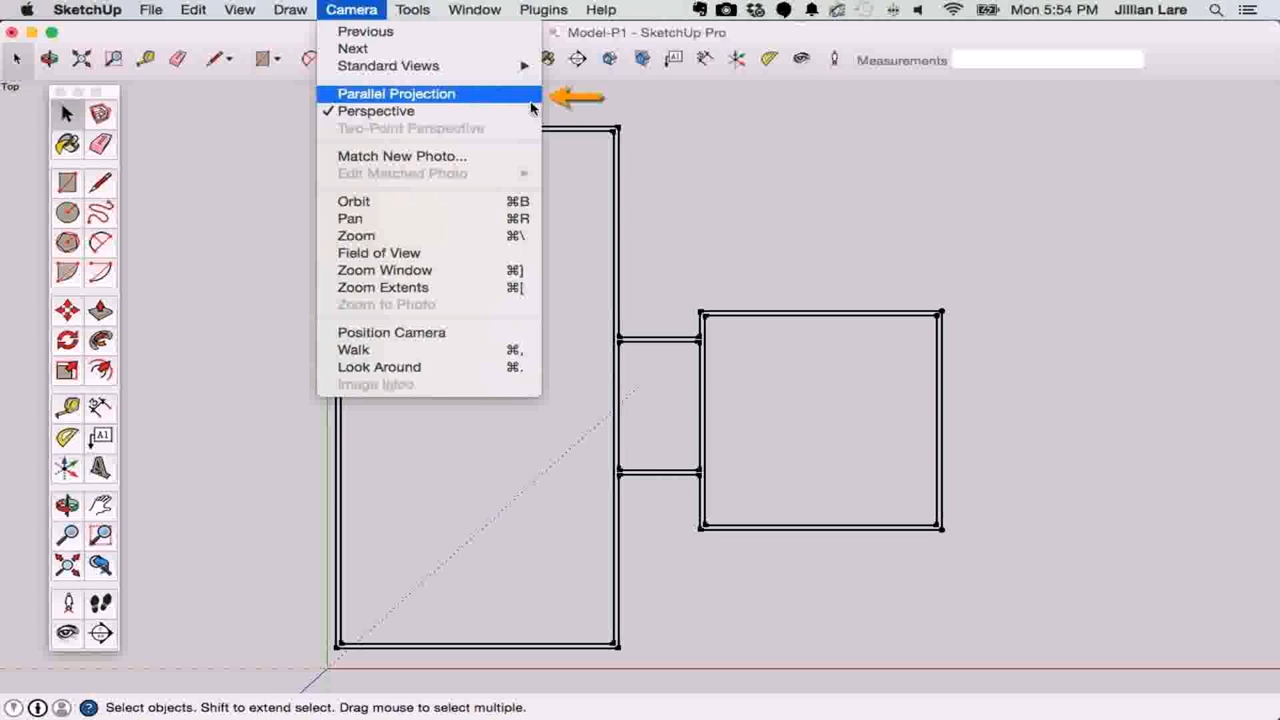 SketchUp File Edit View Draw Camera Tools Window Plugins Help Mon 5:54 PM Jillian Lare
Model-P1 - SketchUp Pro
Measurements
Top
Previous
Next
Standard Views
Parallel Projection
✓ Perspective
Two-Point Perspective
Match New Photo...
Edit Matched Photo
Orbit ⌘B
Pan ⌘R
Zoom ⌘\
Field of View
Zoom Window ⌘]
Zoom Extents ⌘[
Zoom to Photo
Position Camera
Walk ⌘,
Look Around ⌘.
Image Igloo
A1
Select objects. Shift to extend select. Drag mouse to select multiple.